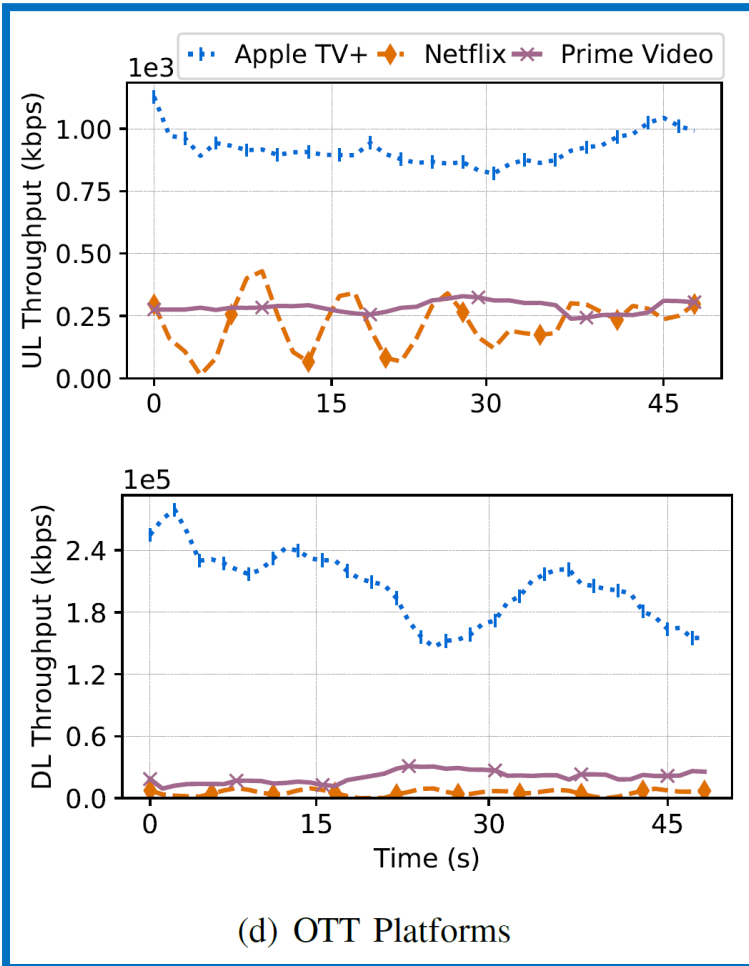 Apple TV+ Netflix Prime Video
1e3
UL Throughput (kbps)
1.00
0.75
0.50
0.25
0.00
0 15 30 45
1e5
DL Throughput (kbps)
2.4
1.8
1.2
0.6
0.0
0 15 30 45
Time (s)
(d) OTT Platforms